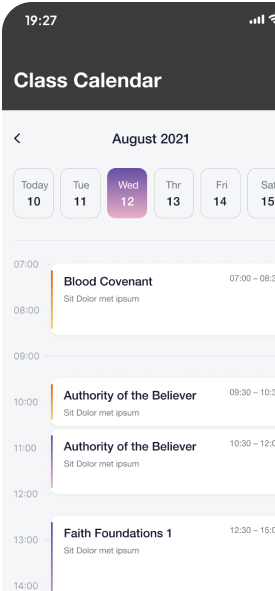 19:27
Class Calendar
August 2021
Today Tue Wed Thr Fri Sat
10 11 12 13 14 15
07:00
Blood Covenant 07:00 – 08:3
Sit Dolor met ipsum
08:00
09:00
Authority of the Believer 09:30 – 10:3
10:00
Sit Dolor met ipsum
Authority of the Believer 10:30 – 12:0
11:00
Sit Dolor met ipsum
12:00
Faith Foundations 1 12:30 – 15:0
13:00
Sit Dolor met ipsum
14:00